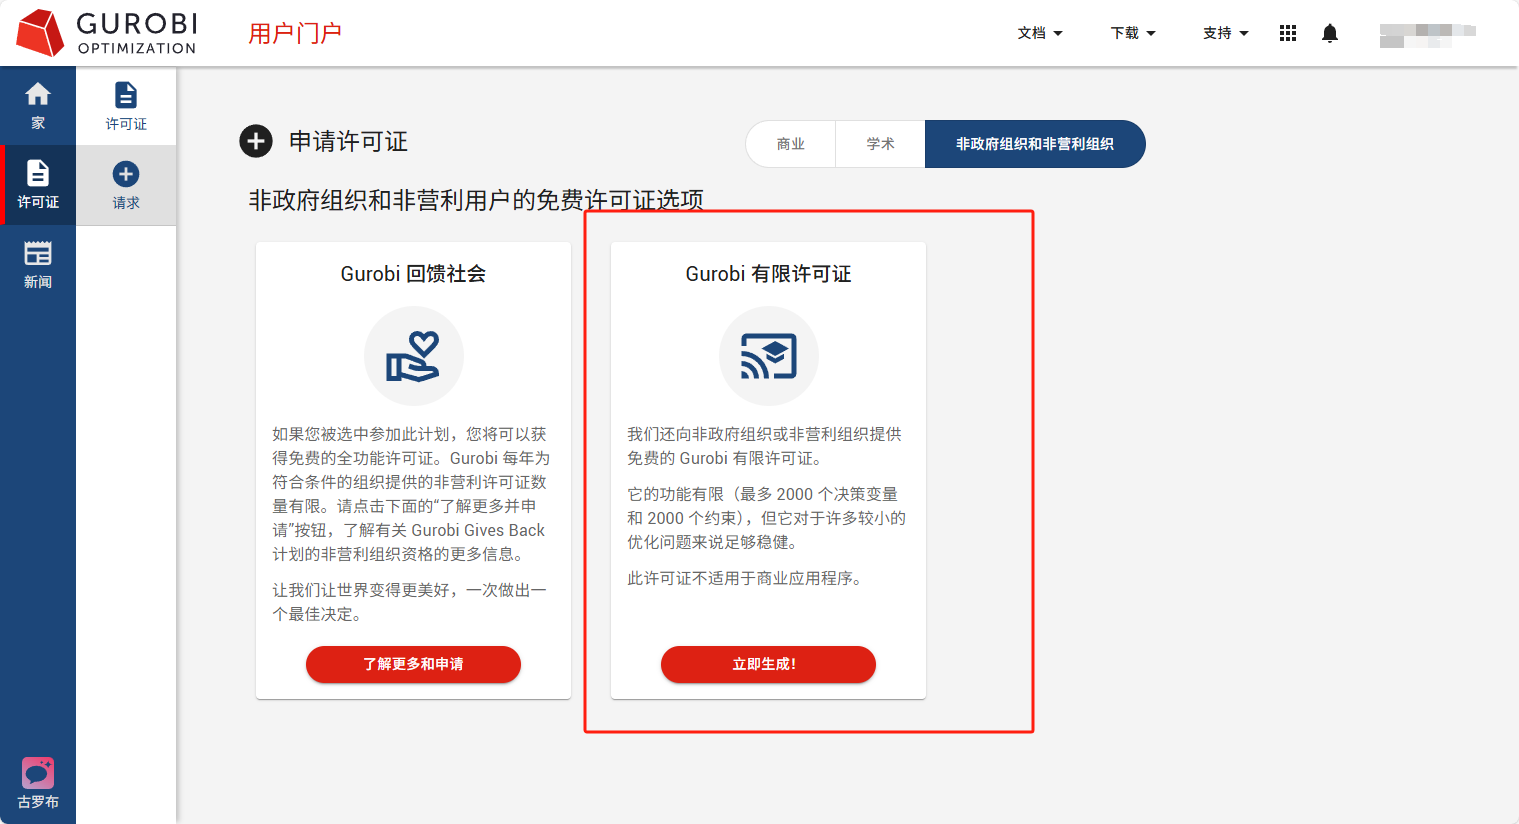 GUROBI
OPTIMIZATION
用户门户
文档
下载
支持
家
许可证
新闻
古罗布
许可证
请求
申请许可证
商业
学术
非政府组织和非营利组织
非政府组织和非营利用户的免费许可证选项
Gurobi 回馈社会
如果您被选中参加此计划，您将可以获
得免费的全功能许可证。Gurobi 每年为
符合条件的组织提供的非营利许可证数
量有限。请点击下面的“了解更多并申
请”按钮，了解有关 Gurobi Gives Back
计划的非营利组织资格的更多信息。
让我们让世界变得更美好，一次做出一
个最佳决定。
了解更多和申请
Gurobi 有限许可证
我们还向非政府组织或非营利组织提供
免费的 Gurobi 有限许可证。
它的功能有限（最多 2000 个决策变量
和 2000 个约束），但它对于许多较小的
优化问题来说足够稳健。
此许可证不适用于商业应用程序。
立即生成!